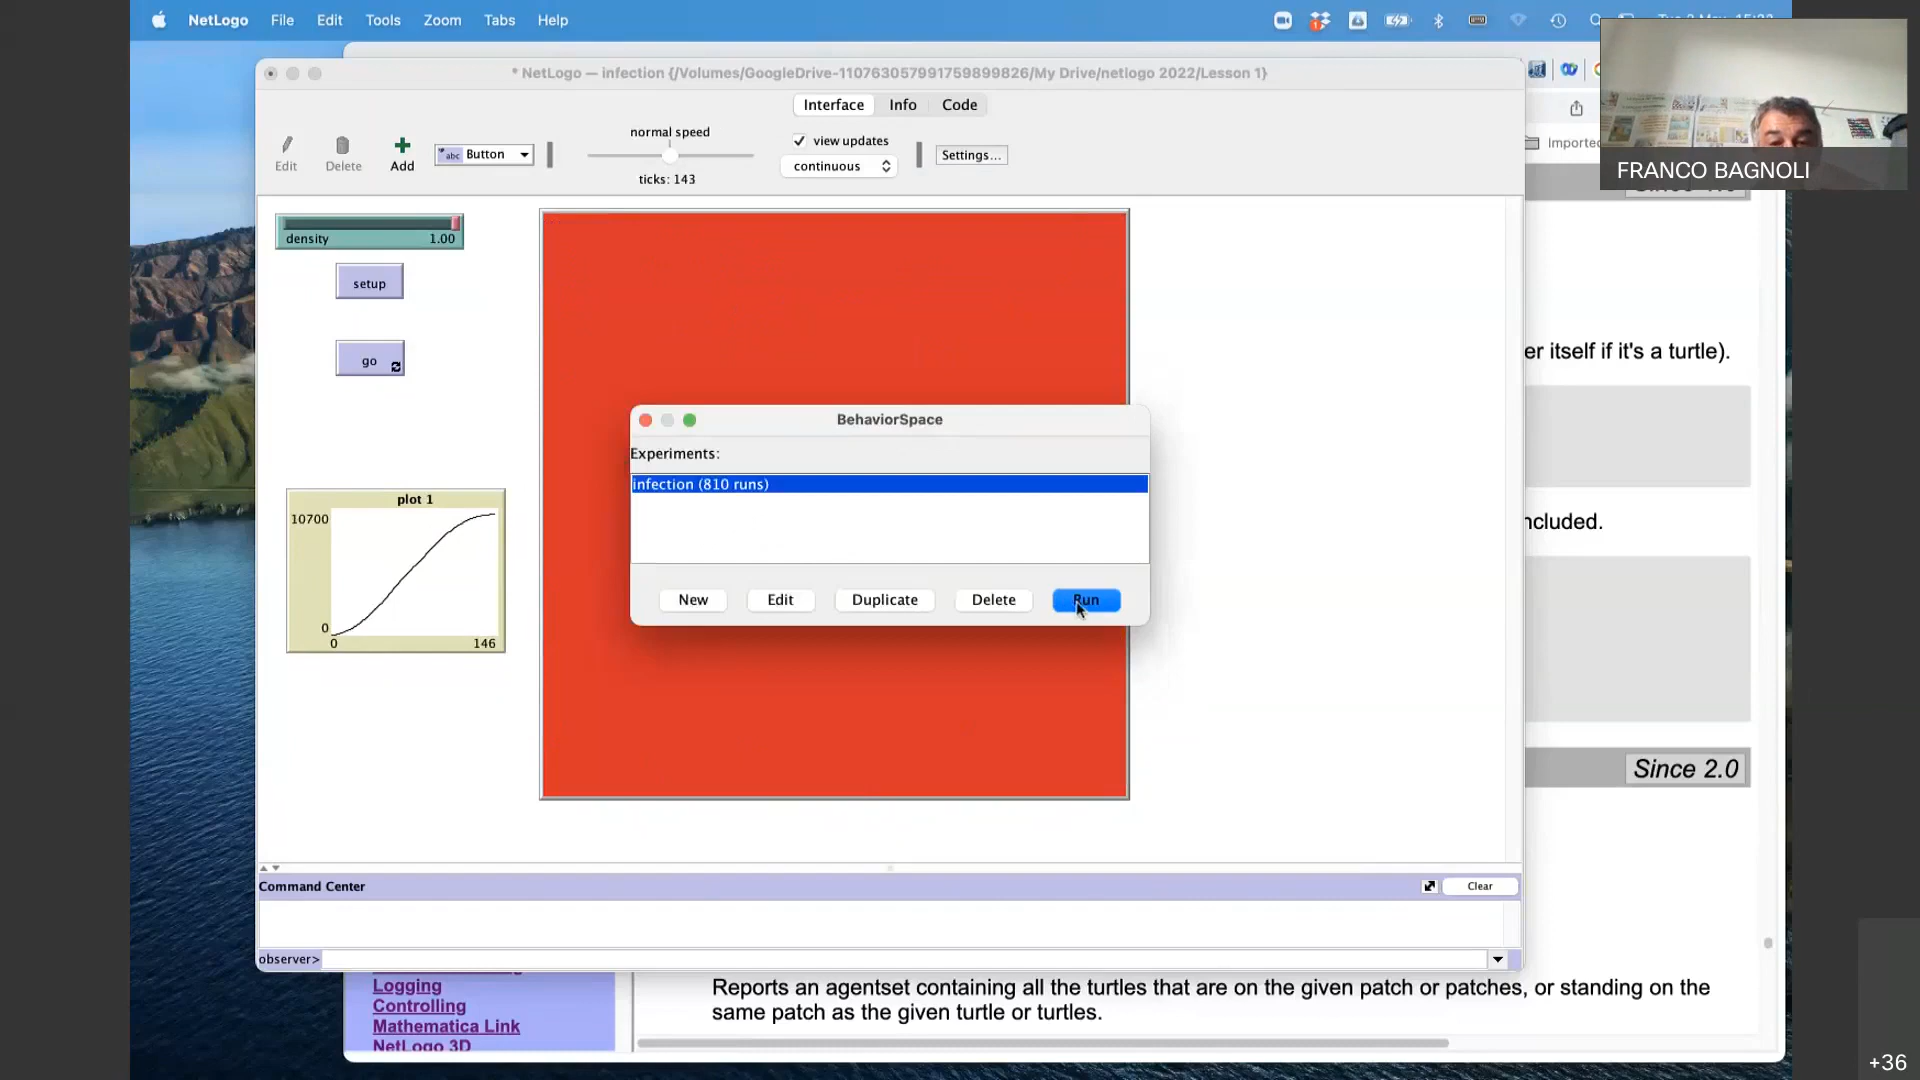 NetLogo File Edit Tools Zoom Tabs Help
* NetLogo — infection {/Volumes/GoogleDrive-110763057991759899826/My Drive/netlogo 2022/Lesson 1}
Interface Info Code
normal speed
view updates
Edit Delete Add
abc Button
continuous
Settings...
ticks: 143
Imported
FRANCO BAGNOLI
density 1.00
setup
go
er itself if it's a turtle).
BehaviorSpace
Experiments:
infection (810 runs)
New Edit Duplicate Delete Run
plot 1
10700
0
0 146
ncluded.
Since 2.0
Command Center
Clear
observer>
Logging
Controlling
Mathematica Link
NetLogo 3D
Reports an agentset containing all the turtles that are on the given patch or patches, or standing on the
same patch as the given turtle or turtles.
+36